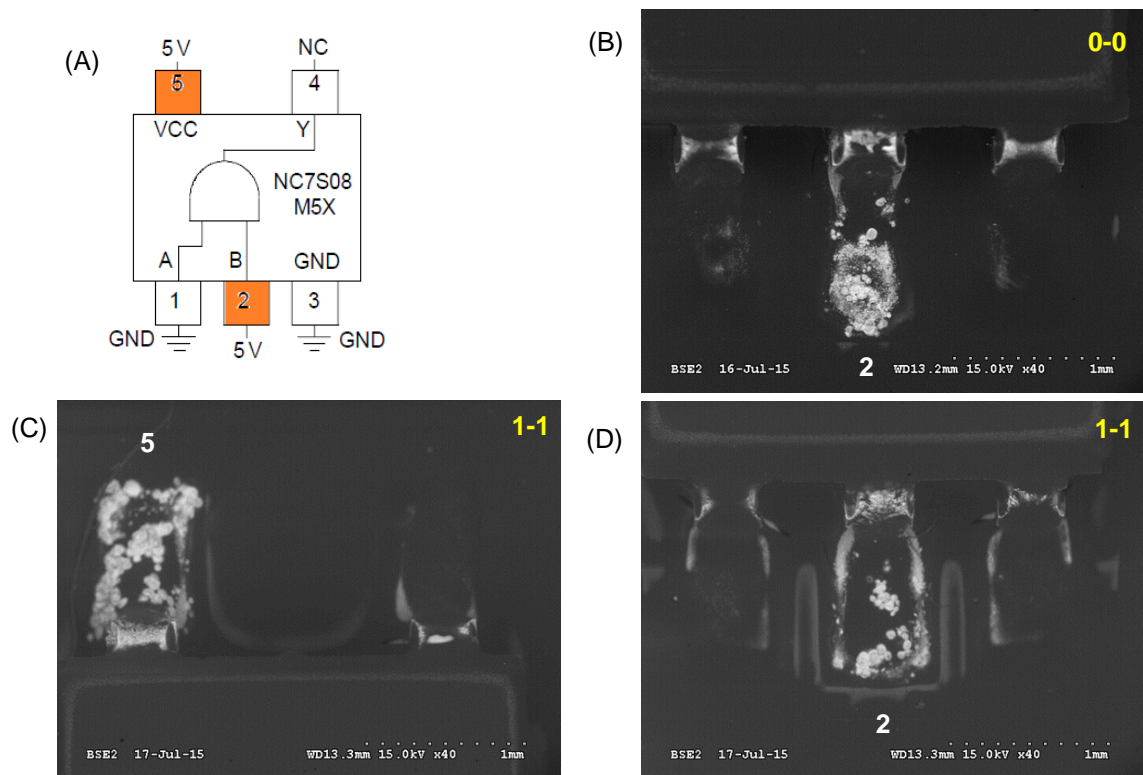 (A)
5V
NC
5
4
VCC
Y
NC7S08
M5X
A
B
GND
1
2
3
GND
5V
GND
(B)
0-0
2
BSE2 16-Jul-15 WD13.2mm 15.0kV x40 1mm
(C)
1-1
5
BSE2 17-Jul-15 WD13.3mm 15.0kV x40 1mm
(D)
1-1
2
BSE2 17-Jul-15 WD13.3mm 15.0kV x40 1mm